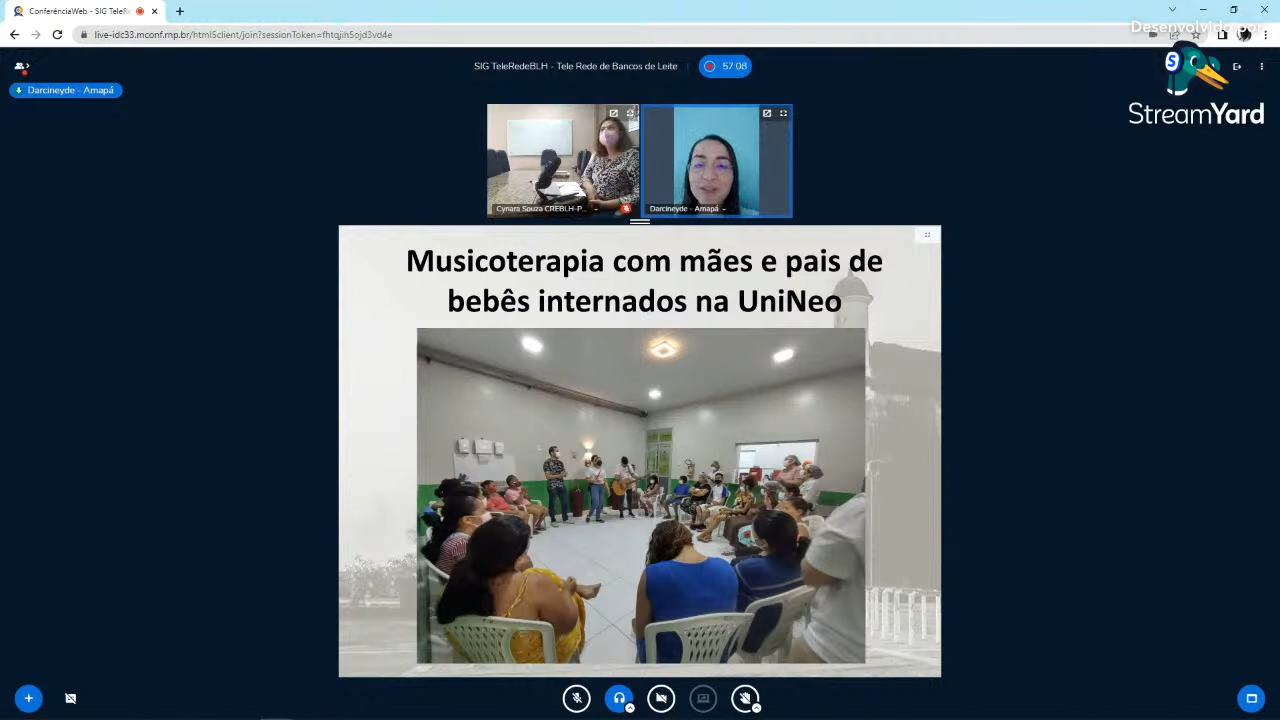 ConferênciaWeb - SIG TeleR
live-idc33.mconf.rnp.br/html5client/join?sessionToken=fhtqjih5ojd3vd4e
Desenvolvido por
StreamYard
SIG TeleRedeBLH - Tele Rede de Bancos de Leite
57:08
Darcineyde - Amapá
Cynara Souza CREBLH-P...
Darcineyde - Amapá
Musicoterapia com mães e pais de
bebês internados na UniNeo